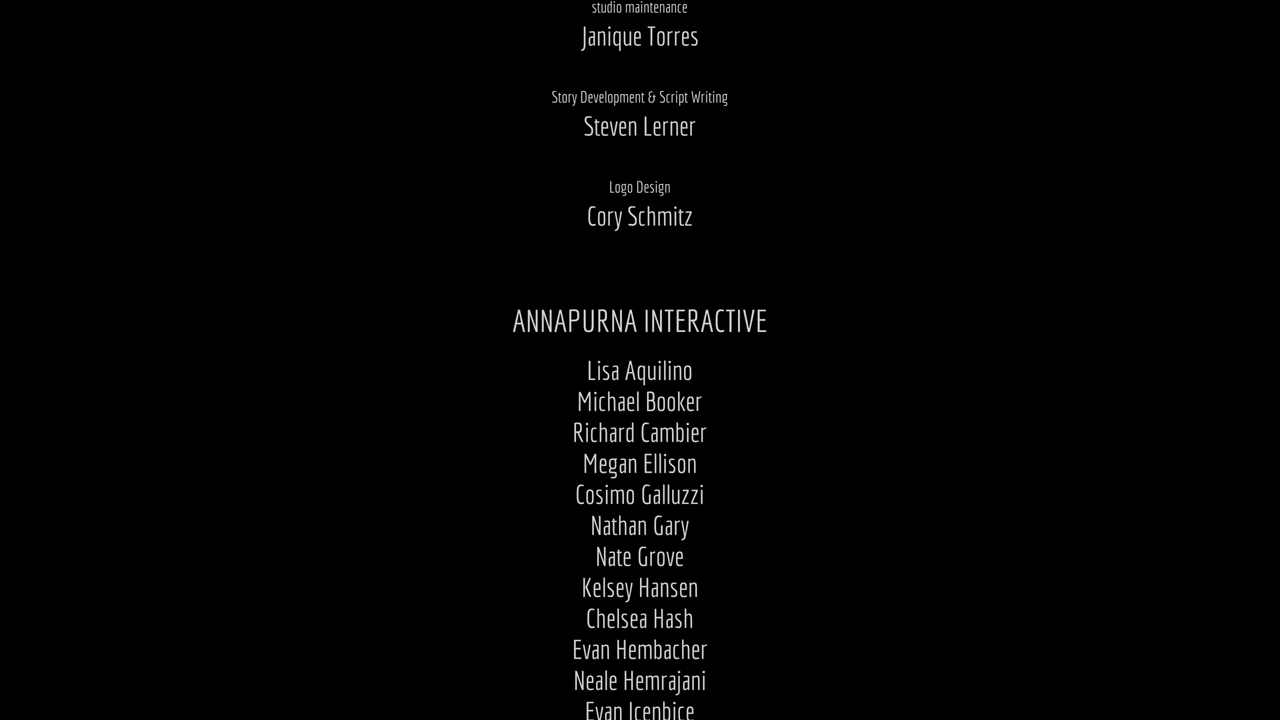 studio maintenance
Janique Torres
Story Development & Script Writing
Steven Lerner
Logo Design
Cory Schmitz
ANNAPURNA INTERACTIVE
Lisa Aquilino
Michael Booker
Richard Cambier
Megan Ellison
Cosimo Galluzzi
Nathan Gary
Nate Grove
Kelsey Hansen
Chelsea Hash
Evan Hembacher
Neale Hemrajani
Evan Icenbice